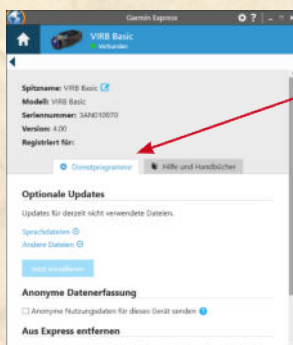 Garmin Express
VIRB Basic
Verbunden
Spitzname: VIRB Basic
Modell: VIRB Basic
Seriennummer: 3AN010070
Version: 4.00
Registriert für:
Dienstprogramme
Hilfe und Handbücher
Optionale Updates
Updates für derzeit nicht verwendete Dateien.
Sprachdateien
Andere Dateien
Jetzt installieren
Anonyme Datenerfassung
Anonyme Nutzungsdaten für dieses Gerät senden
Aus Express entfernen